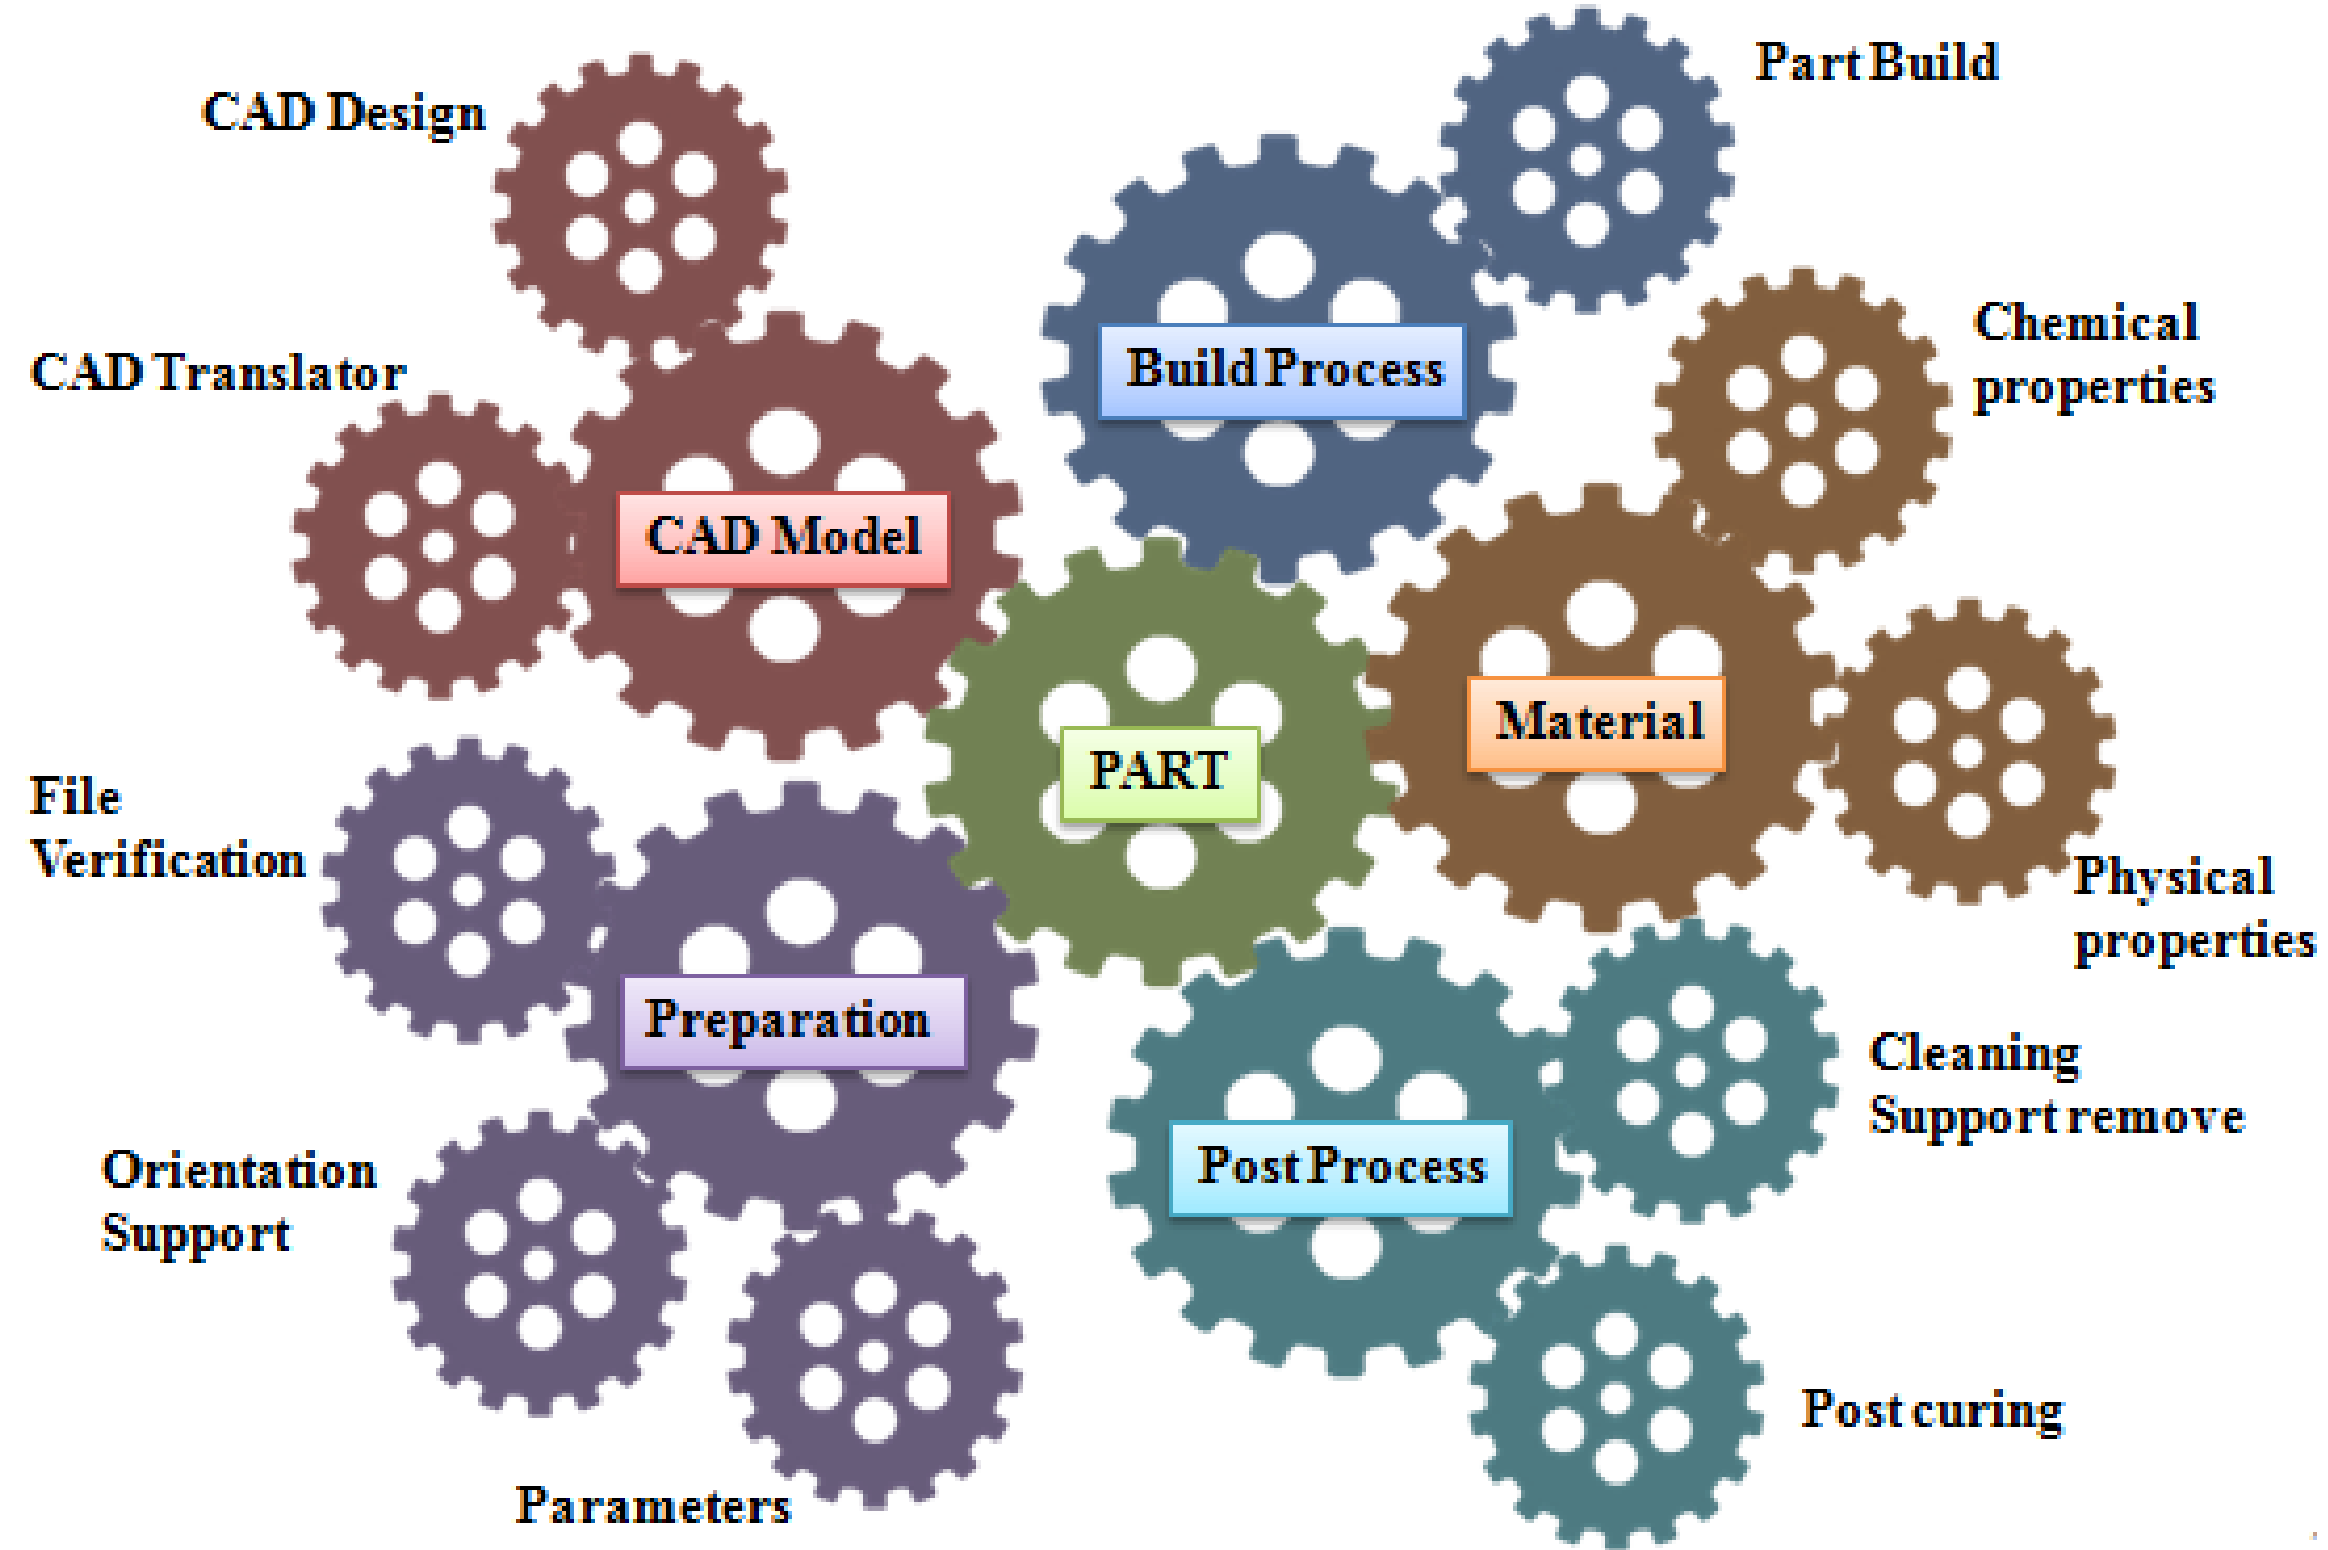 Part Build
CAD Design
Chemical
properties
CAD Translator
Build Process
CAD Model
Material
PART
File
Verification
Physical
properties
Preparation
Cleaning
Support remove
Post Process
Orientation
Support
Post curing
Parameters